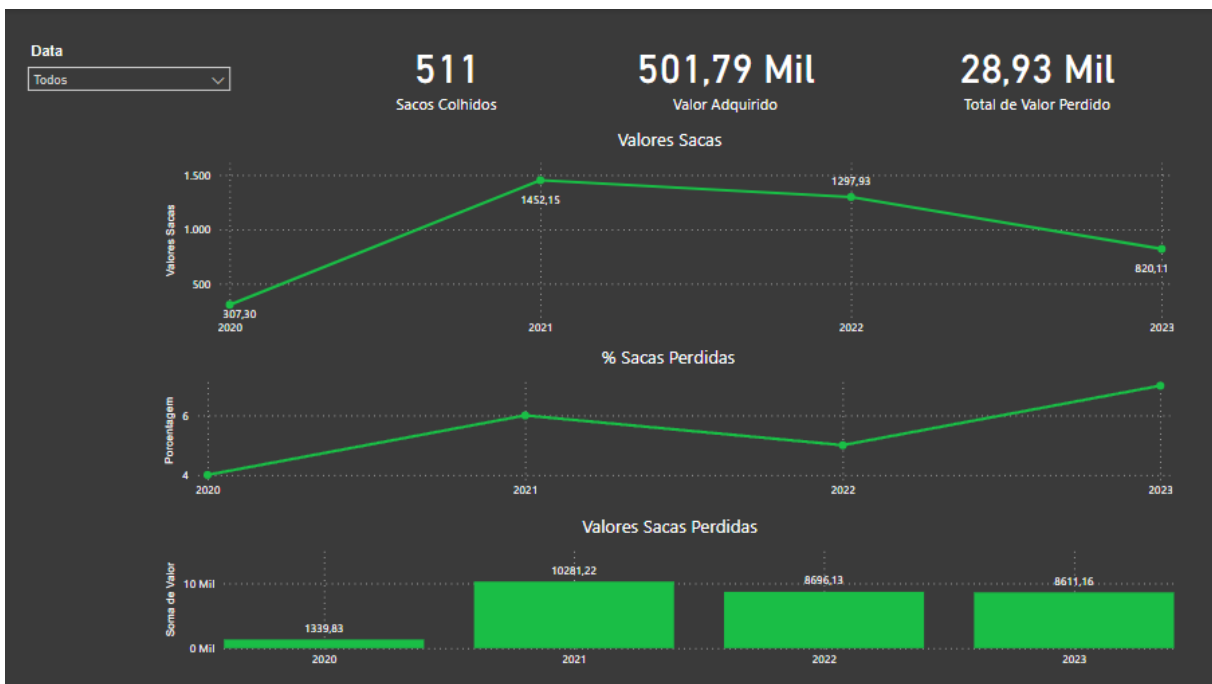 Data
Todos
511
Sacos Colhidos
501,79 Mil
Valor Adquirido
28,93 Mil
Total de Valor Perdido
Valores Sacas
Valores Sacas
1.500
1.000
500
307,30
1452,15
1297,93
820,11
2020
2021
2022
2023
% Sacas Perdidas
Porcentagem
6
4
2020
2021
2022
2023
Valores Sacas Perdidas
Soma de Valor
10 Mil
0 Mil
1339,83
10281,22
8696,13
8611,16
2020
2021
2022
2023